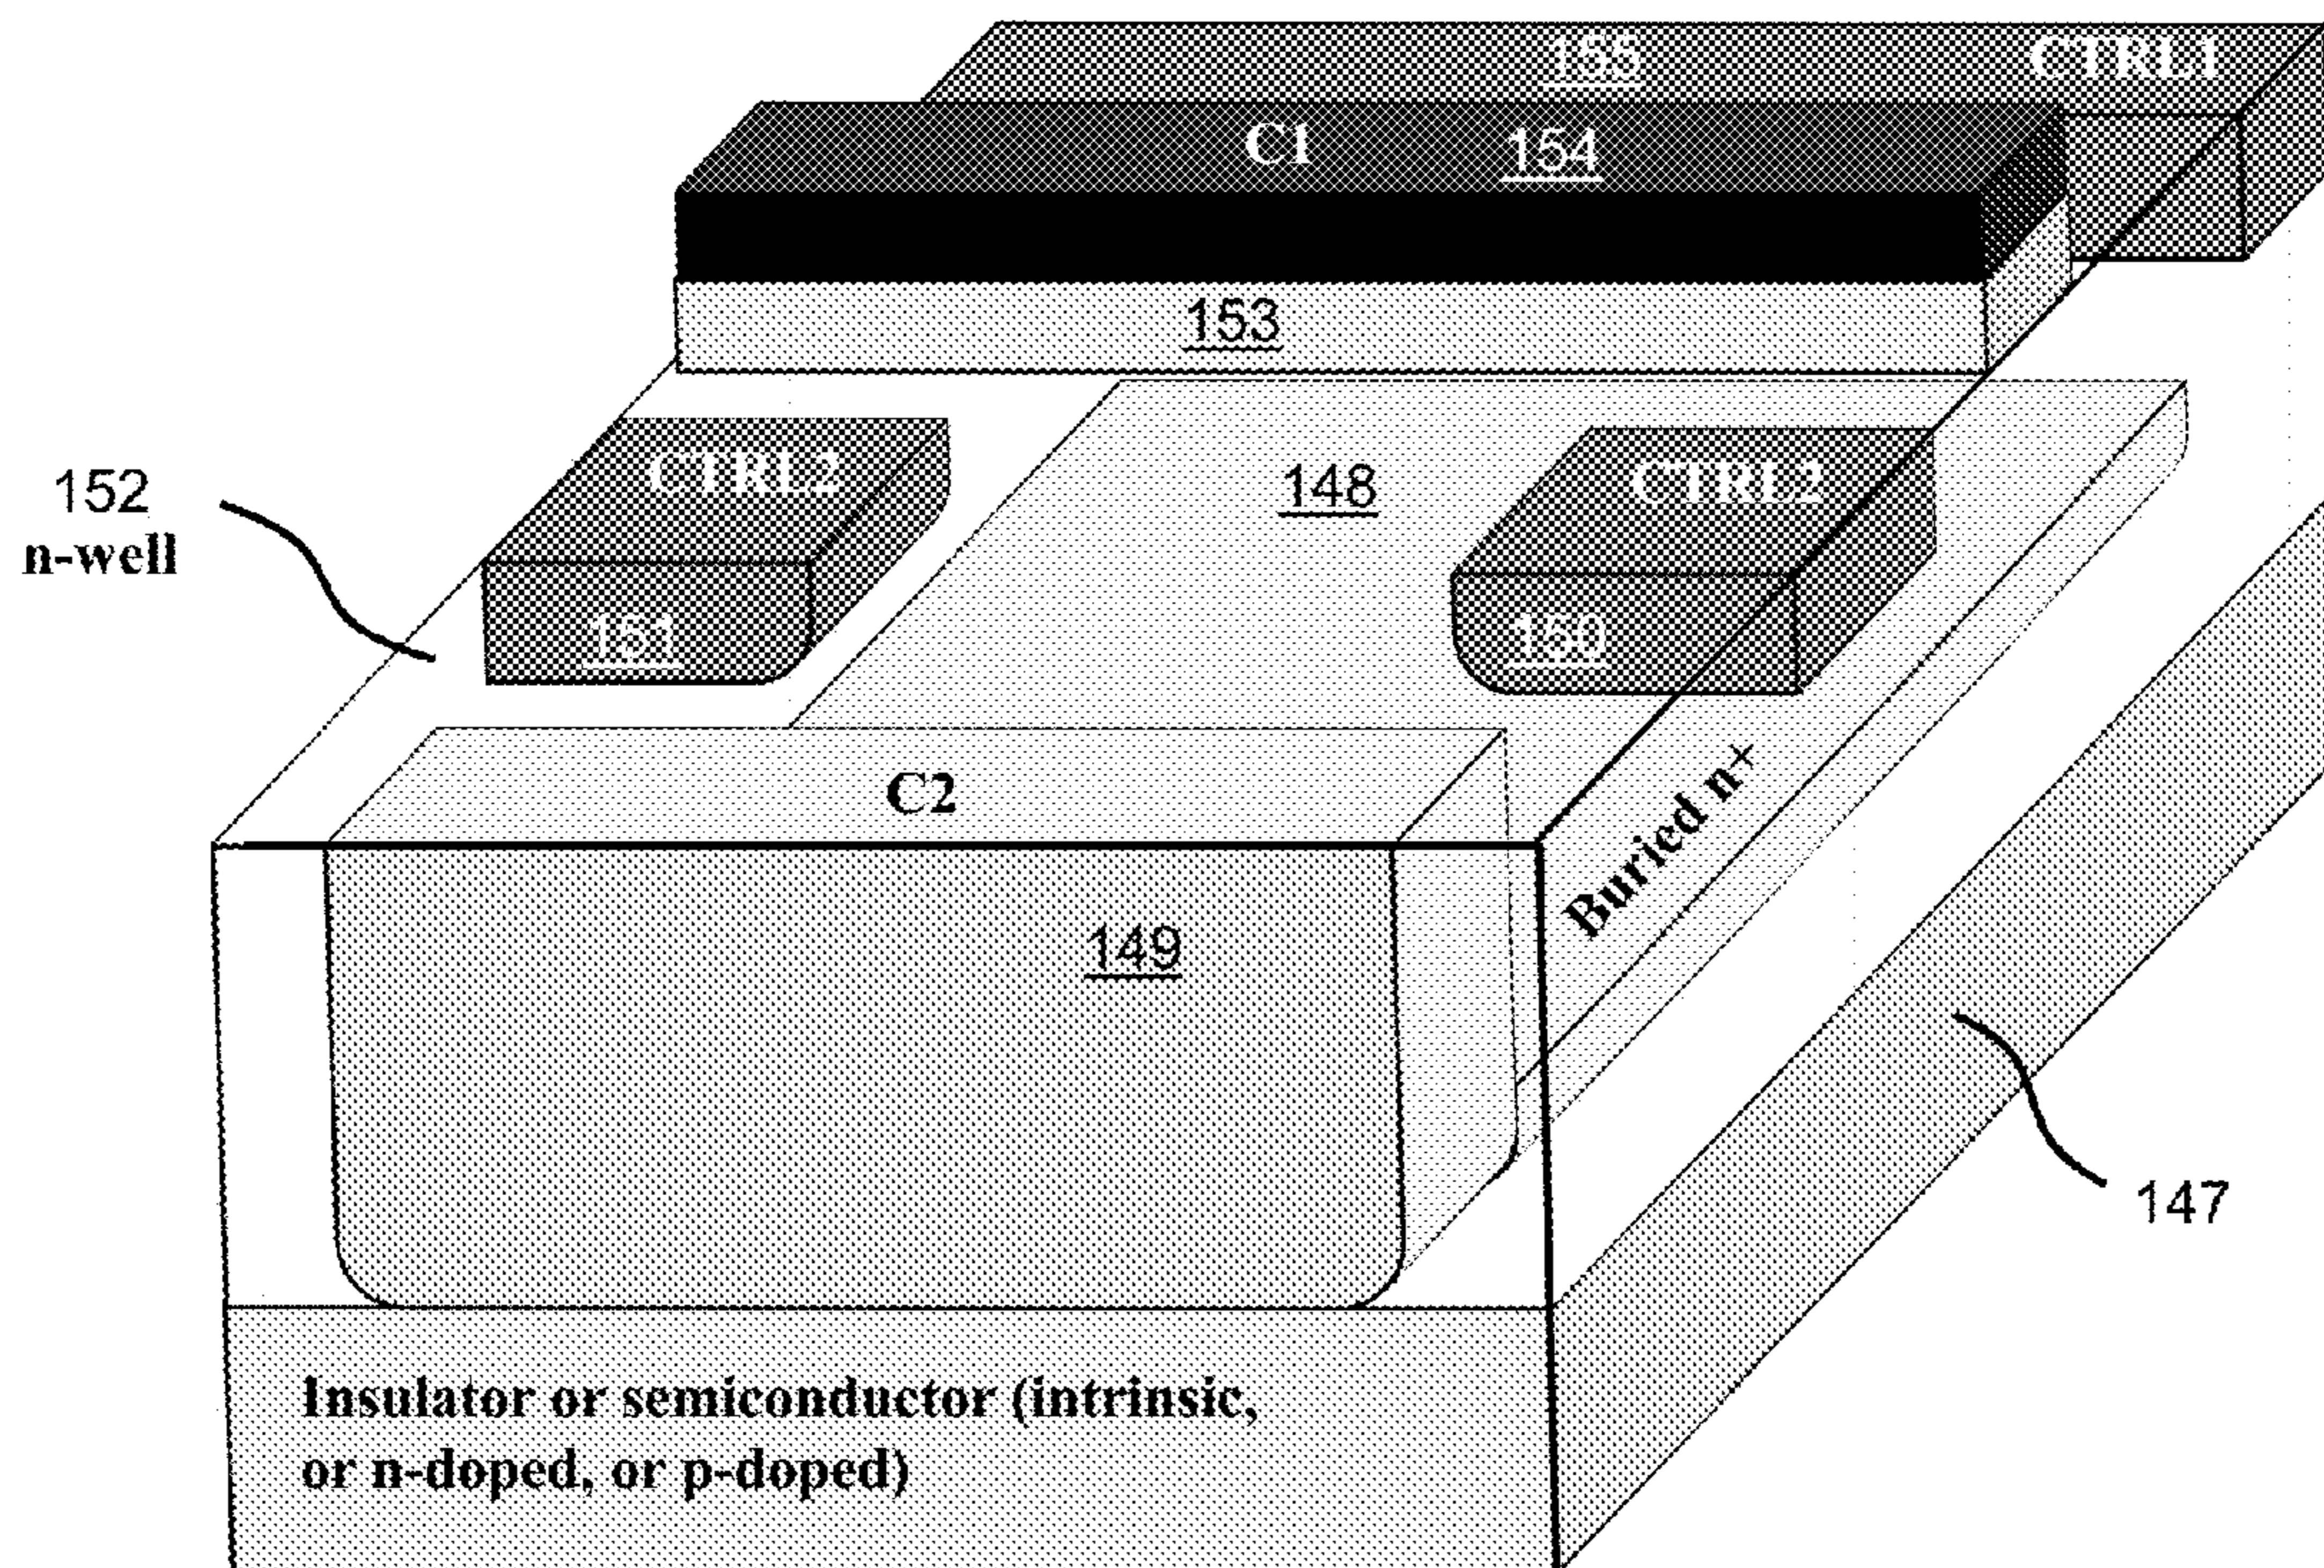 155
CTRL1
C1
154
153
152
n-well
CTRL2
148
CTRL2
151
150
C2
Buried n+
149
147
Insulator or semiconductor (intrinsic,
or n-doped, or p-doped)